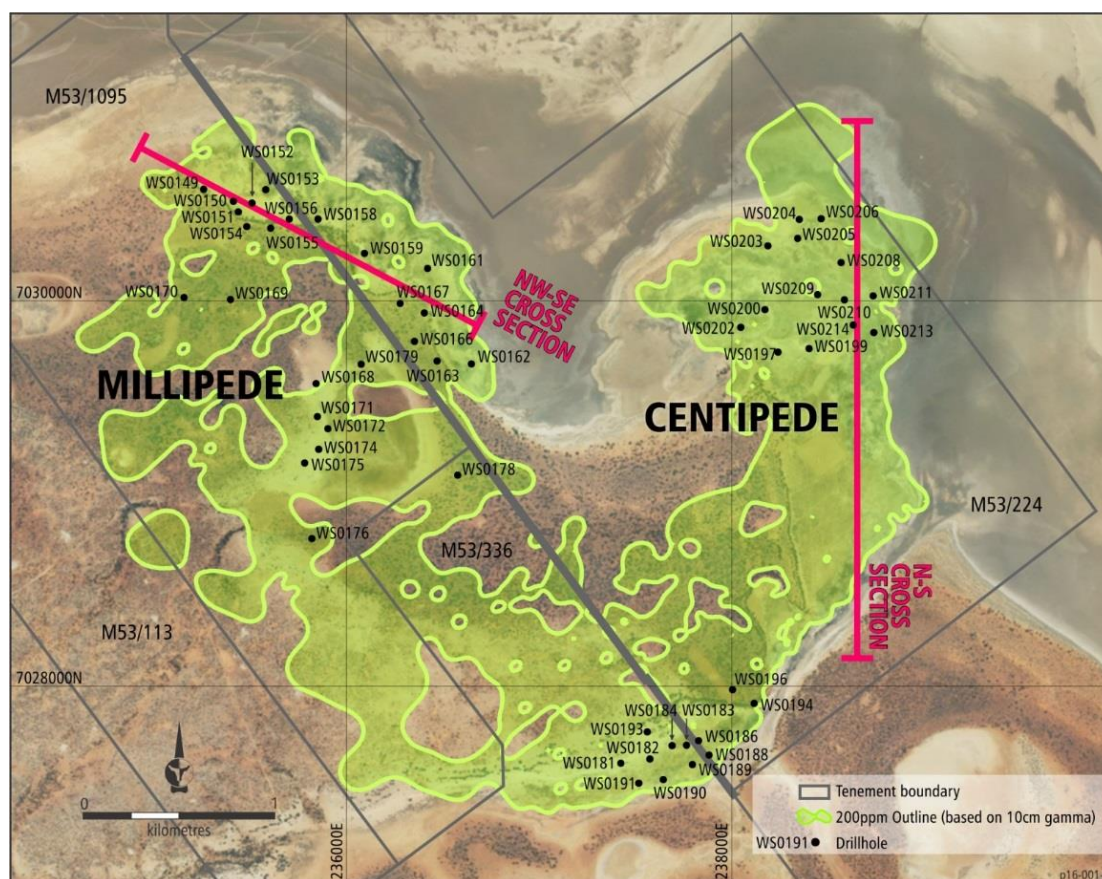 M53/1095
WS0152
WS0149
WS0153
WS0150
WS0156
WS0158
WS0151
WS0154
WS0155
WS0159
WS0161
WS0170
WS0169
WS0167
WS0164
NW-SE
CROSS
SECTION
WS0166
WS0179
WS0162
WS0168
WS0163
MILLIPEDE
WS0171
WS0172
WS0174
WS0175
WS0178
WS0176
M53/336
M53/113
WS0204
WS0206
WS0203
WS0205
WS0208
WS0209
WS0211
WS0200
WS0210
WS0202
WS0214
WS0213
WS0197
WS0199
CENTIPEDE
M53/224
N-S
CROSS
SECTION
7030000N
7028000N
WS0196
WS0184
WS0183
WS0194
WS0193
WS0186
WS0182
WS0188
WS0181
WS0189
WS0191
WS0190
0 1
kilometres
236000E
238000E
Tenement boundary
200ppm Outline (based on 10cm gamma)
WS0191 Drillhole